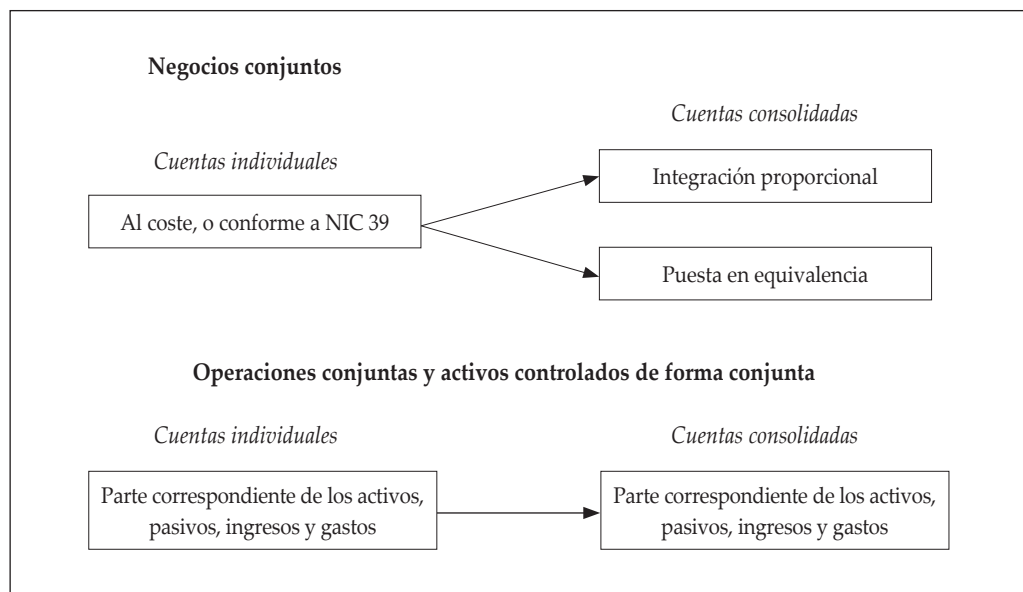 Negocios conjuntos
Cuentas consolidadas
Cuentas individuales
Integración proporcional
Al coste, o conforme a NIC 39
Puesta en equivalencia
Operaciones conjuntas y activos controlados de forma conjunta
Cuentas individuales
Cuentas consolidadas
Parte correspondiente de los activos,
pasivos, ingresos y gastos
Parte correspondiente de los activos,
pasivos, ingresos y gastos